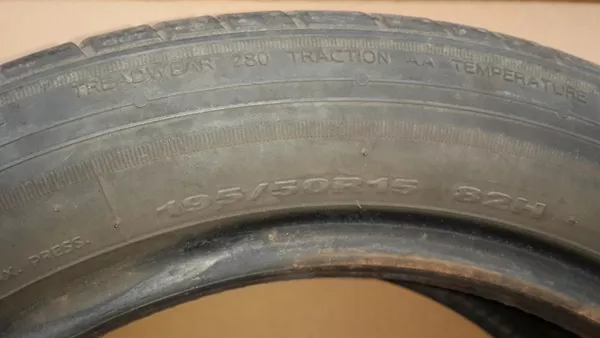 TREADWEAR 280 TRACTION AA TEMPERATURE
195/50R15 82H
X. PRESS.